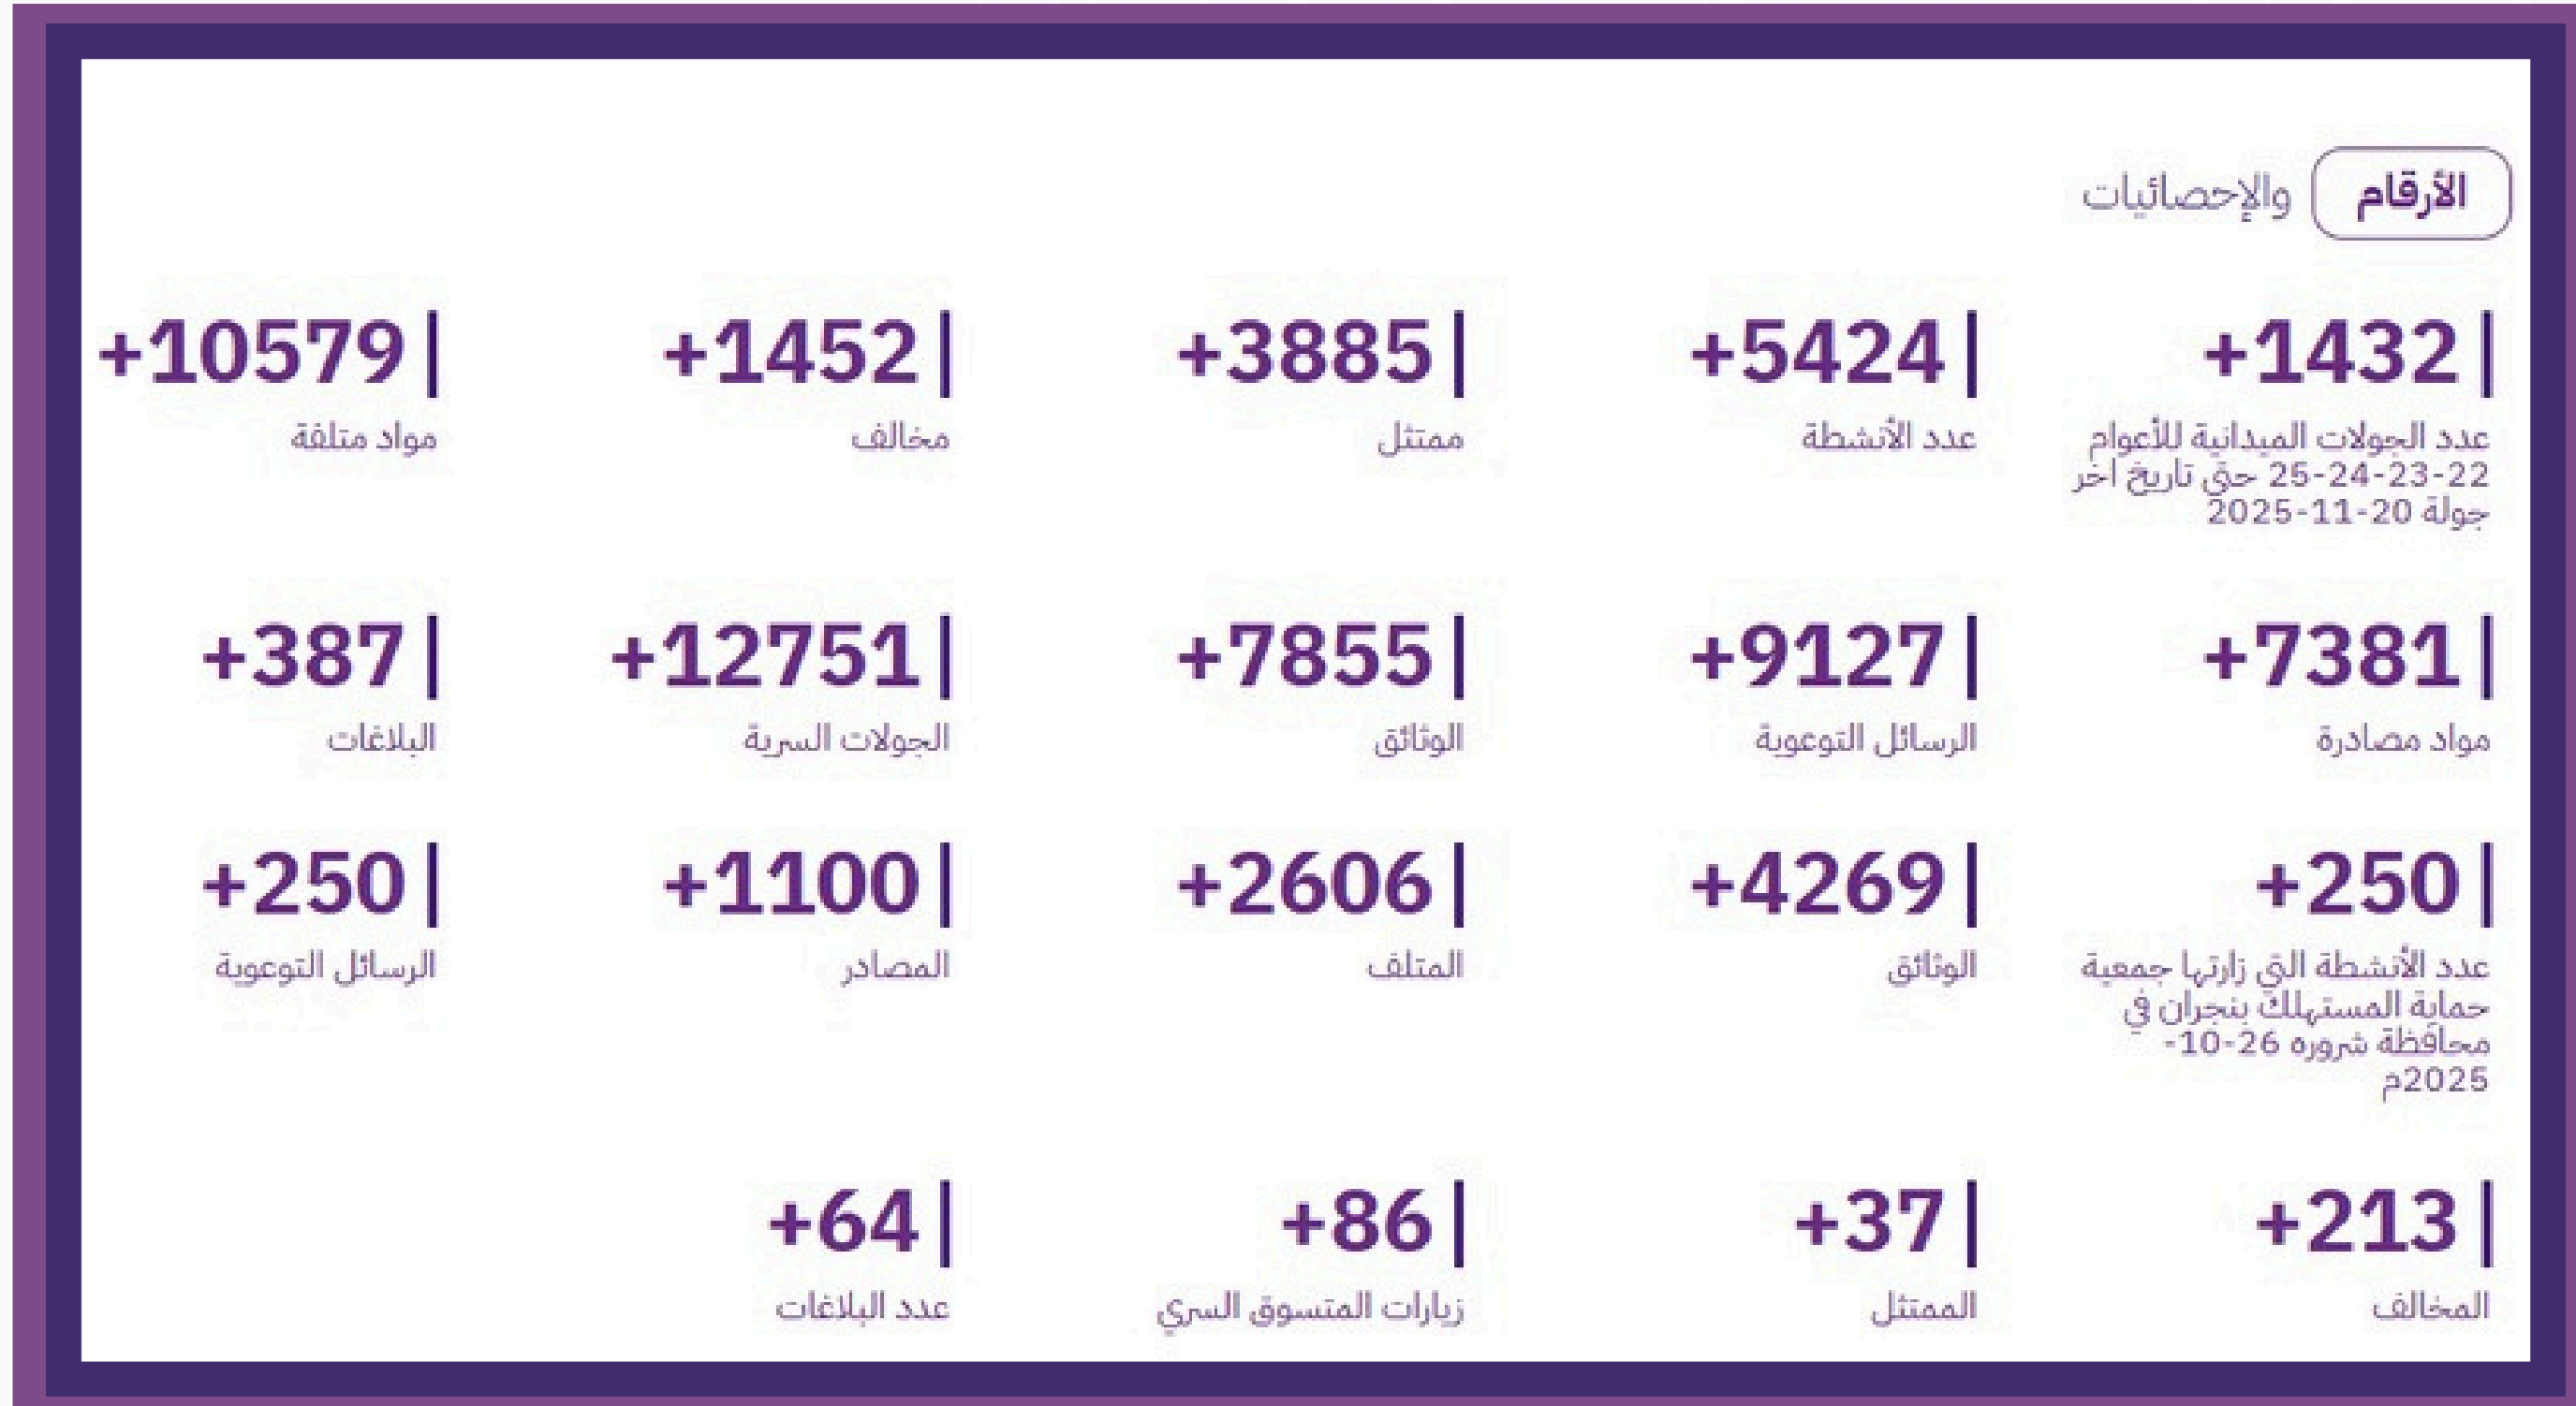 الأرقام والإحصائيات
+1432
عدد الجولات الميدانية للأعوام
22-23-24-25 حتى تاريخ اخر
جولة 20-11-2025
+5424
عدد الأنشطة
+3885
ممتثل
+1452
مخالف
+10579
مواد متلفة
+7381
مواد مصادرة
+9127
الرسائل التوعوية
+7855
الوثائق
+12751
الجولات السرية
+387
البلاغات
+250
عدد الأنشطة التي زارتها جمعية
حماية المستهلك بنجران في
محافظة شروره 26-10-
2025م
+4269
الوثائق
+2606
المتلف
+1100
المصادر
+250
الرسائل التوعوية
+213
المخالف
+37
الممتثل
+86
زيارات المتسوق السري
+64
عدد البلاغات